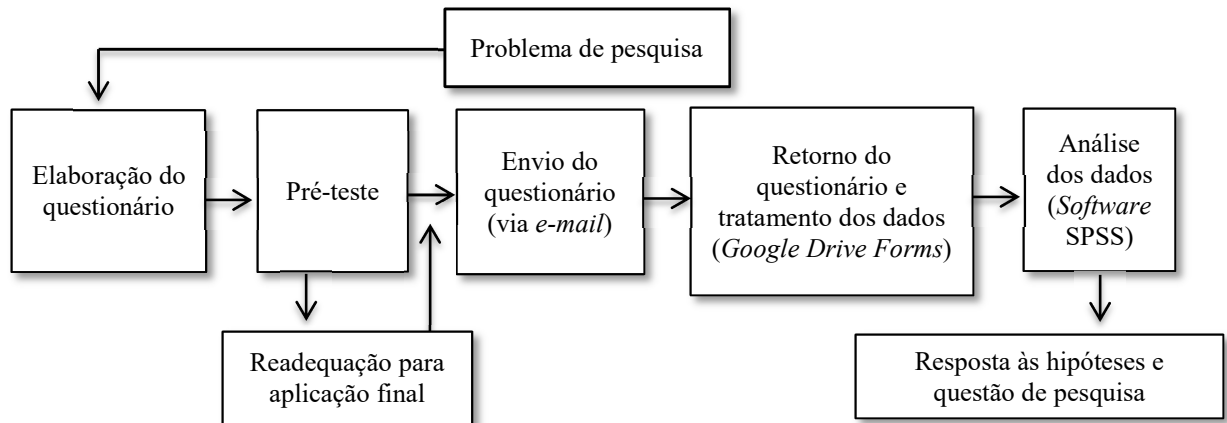 Problema de pesquisa
Elaboração do
questionário
Pré-teste
Envio do
questionário
(via e-mail)
Retorno do
questionário e
tratamento dos dados
(Google Drive Forms)
Análise
dos dados
(Software
SPSS)
Readequação para
aplicação final
Resposta às hipóteses e
questão de pesquisa